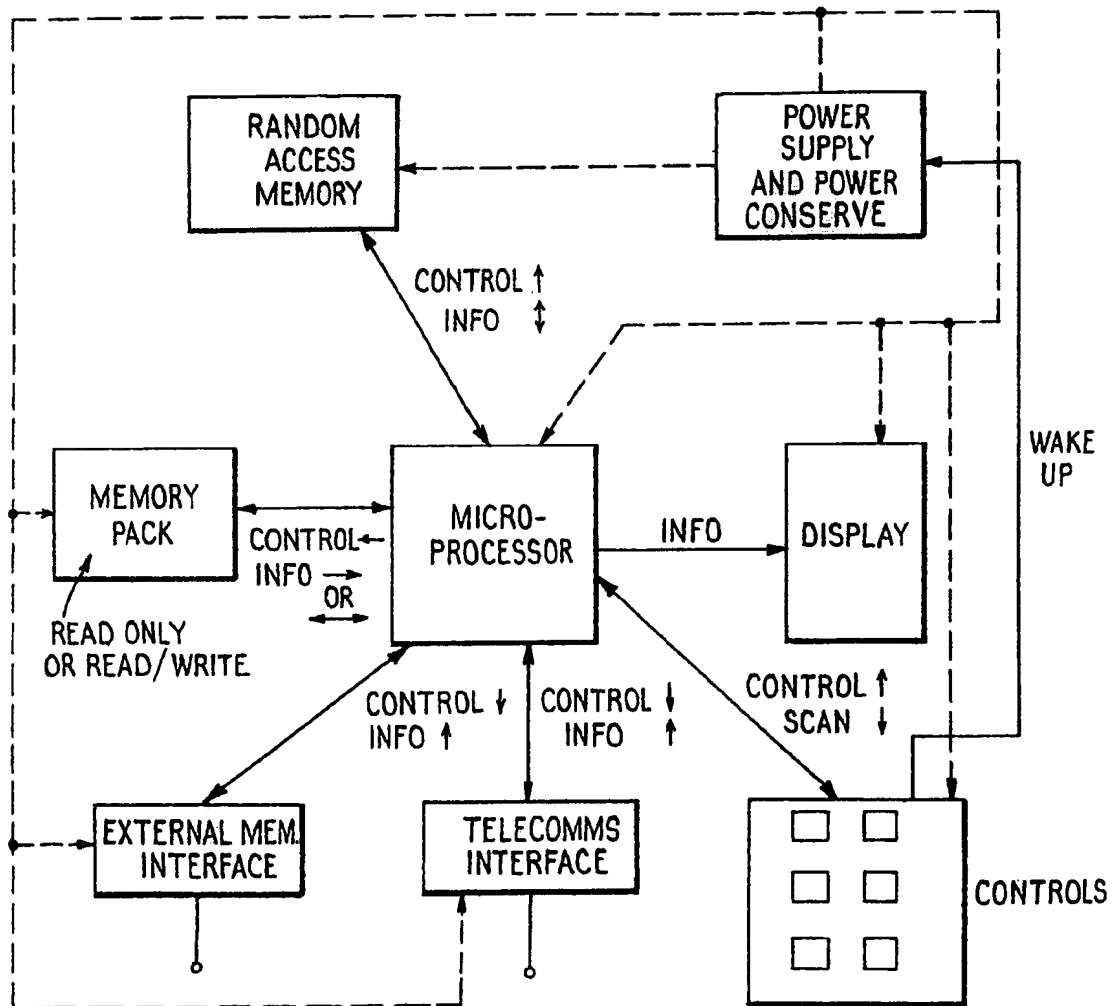 RANDOM
ACCESS
MEMORY
POWER
SUPPLY
AND POWER
CONSERVE
CONTROL ↑
INFO ↕
WAKE
UP
MEMORY
PACK
CONTROL ←
INFO →
OR
↔
READ ONLY
OR READ/WRITE
MICRO-
PROCESSOR
INFO
DISPLAY
CONTROL ↓
INFO ↑
CONTROL ↓
INFO ↑
CONTROL ↑
SCAN ↓
EXTERNAL MEM.
INTERFACE
TELECOMMS
INTERFACE
CONTROLS